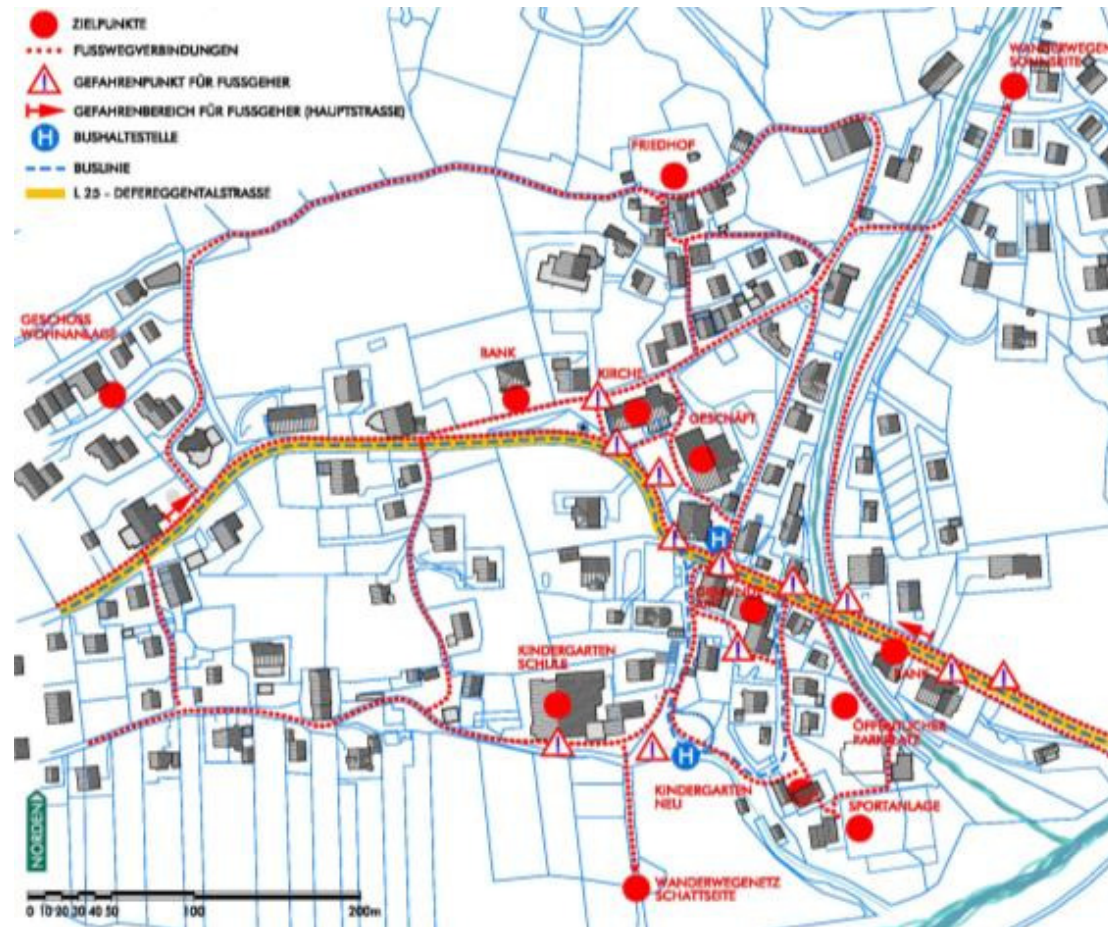 ZIELPUNKTE
FUSSWEGVERBINDUNGEN
GEFAHRENPUNKT FÜR FUSSGEHER
GEFAHRENBEREICH FÜR FUSSGEHER (HAUPTSTRASSE)
H
BUSHALTESTELLE
BUSLINIE
L 25 - DEFEREGGENTALSTRASSE
WANDERWEGEN
SONNSEITE
FRIEDHOF
GESCHOSS
WOHNANLAGE
BANK
KIRCHE
GESCHÄFT
H
KINDERGARTEN
SCHULE
BANK
ÖFFENTLICHER
PARKPLATZ
H
KINDERGARTEN
NEU
SPORTANLAGE
WANDERWEGENETZ
SCHATTSEITE
NORDEN
0 10 20 30 40 50 100 200m